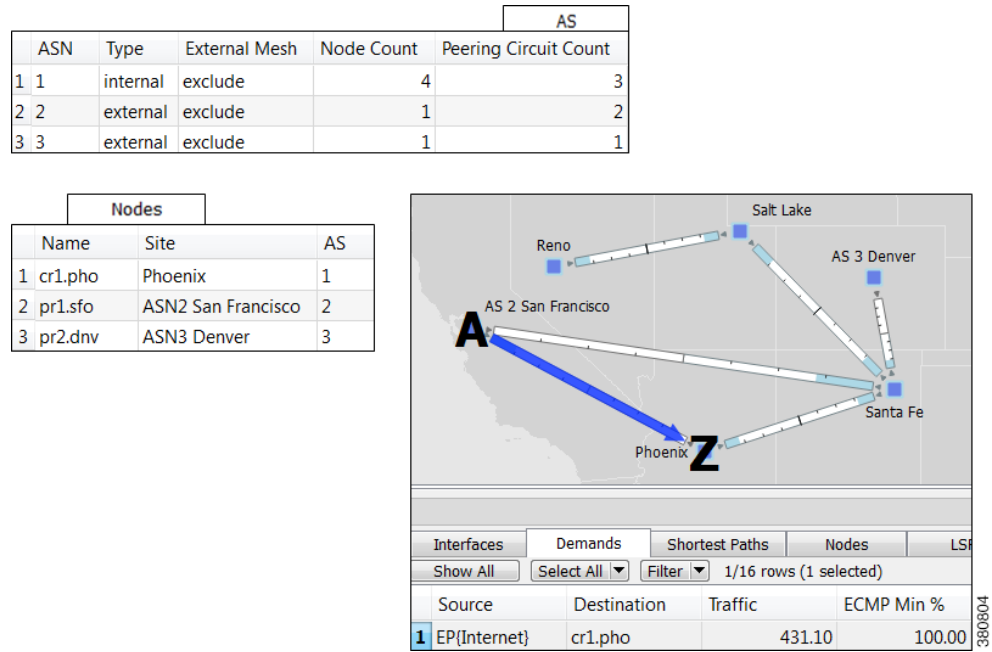 AS
ASN Type External Mesh Node Count Peering Circuit Count
1 1 internal exclude 4 3
2 2 external exclude 1 2
3 3 external exclude 1 1
Nodes
Name Site AS
1 cr1.pho Phoenix 1
2 pr1.sfo ASN2 San Francisco 2
3 pr2.dnv ASN3 Denver 3
Salt Lake
Reno
AS 3 Denver
AS 2 San Francisco
A
Santa Fe
Phoenix
Z
Interfaces Demands Shortest Paths Nodes LSP
Show All Select All Filter 1/16 rows (1 selected)
Source Destination Traffic ECMP Min %
1 EP{Internet} cr1.pho 431.10 100.00
380804